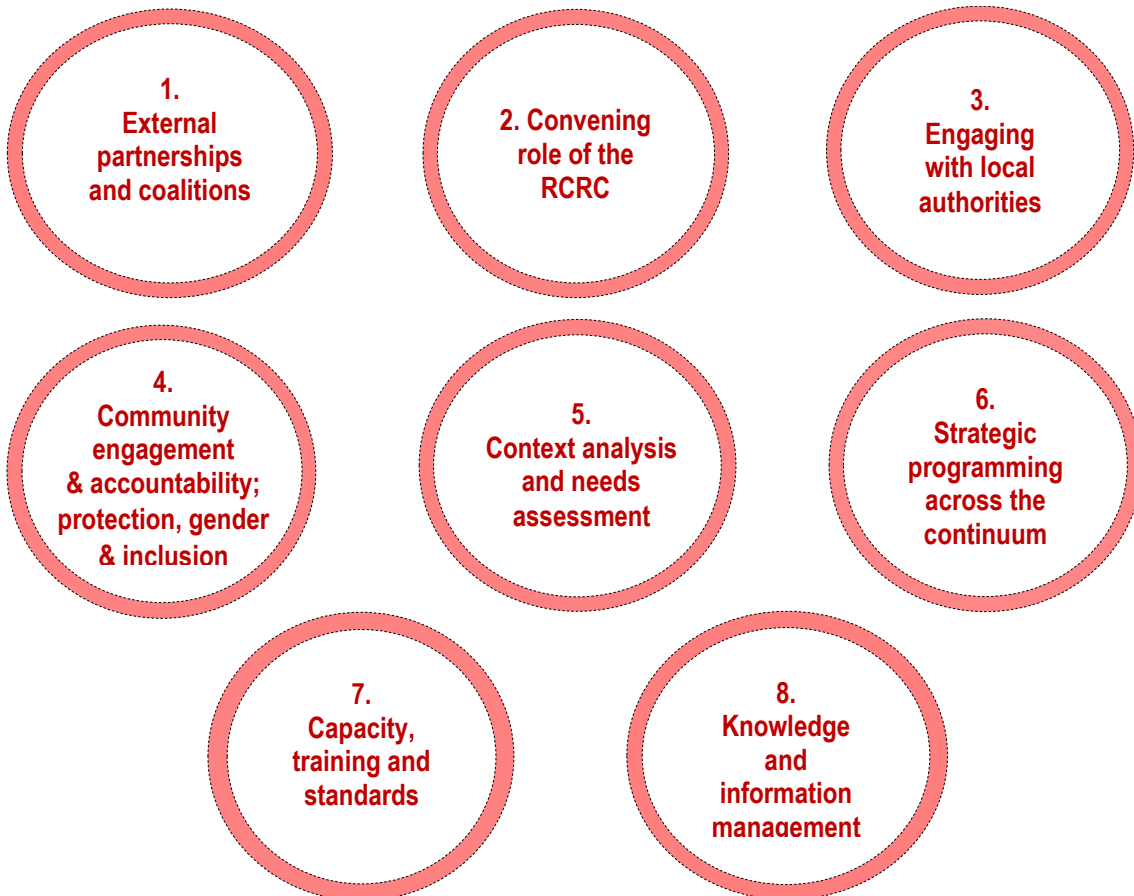 1.
External
partnerships
and coalitions
2. Convening
role of the
RCRC
3.
Engaging
with local
authorities
4.
Community
engagement
& accountability;
protection, gender
& inclusion
5.
Context analysis
and needs
assessment
6.
Strategic
programming
across the
continuum
7.
Capacity,
training and
standards
8.
Knowledge
and
information
management